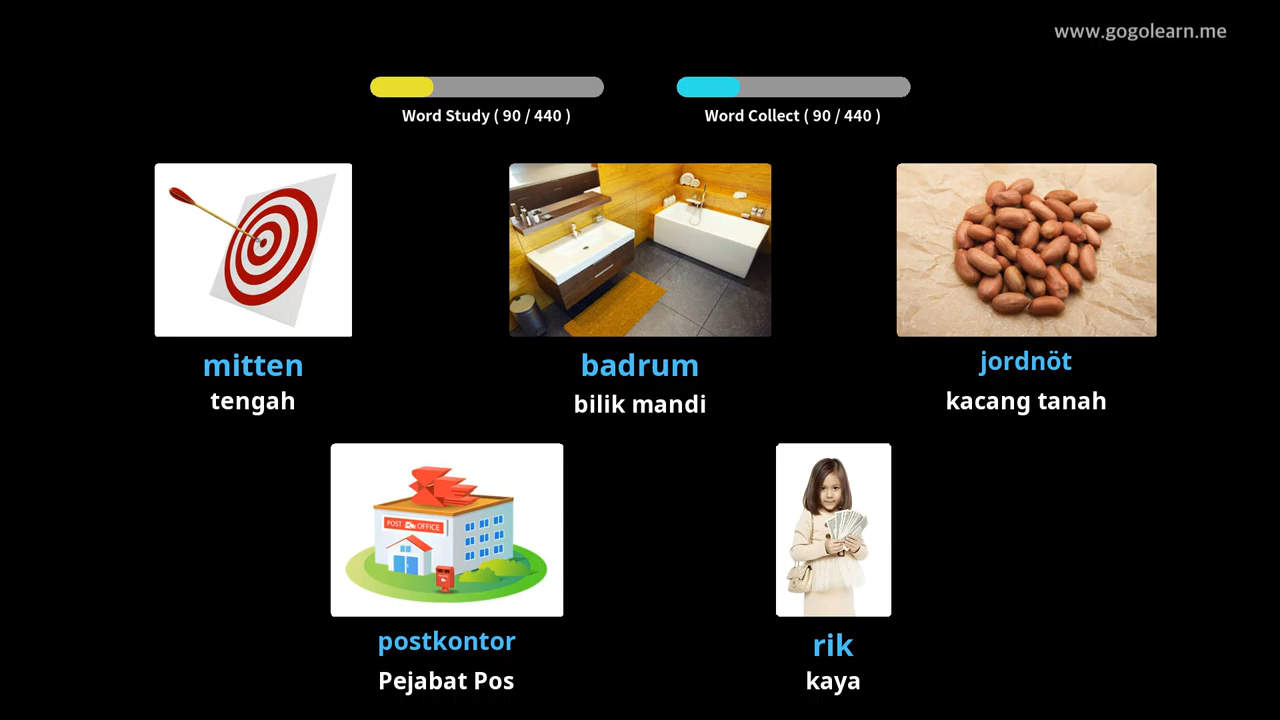 www.gogolearn.me
Word Study ( 90 / 440 )
Word Collect ( 90 / 440 )
mitten
tengah
badrum
bilik mandi
jordnöt
kacang tanah
POST OFFICE
postkontor
Pejabat Pos
rik
kaya